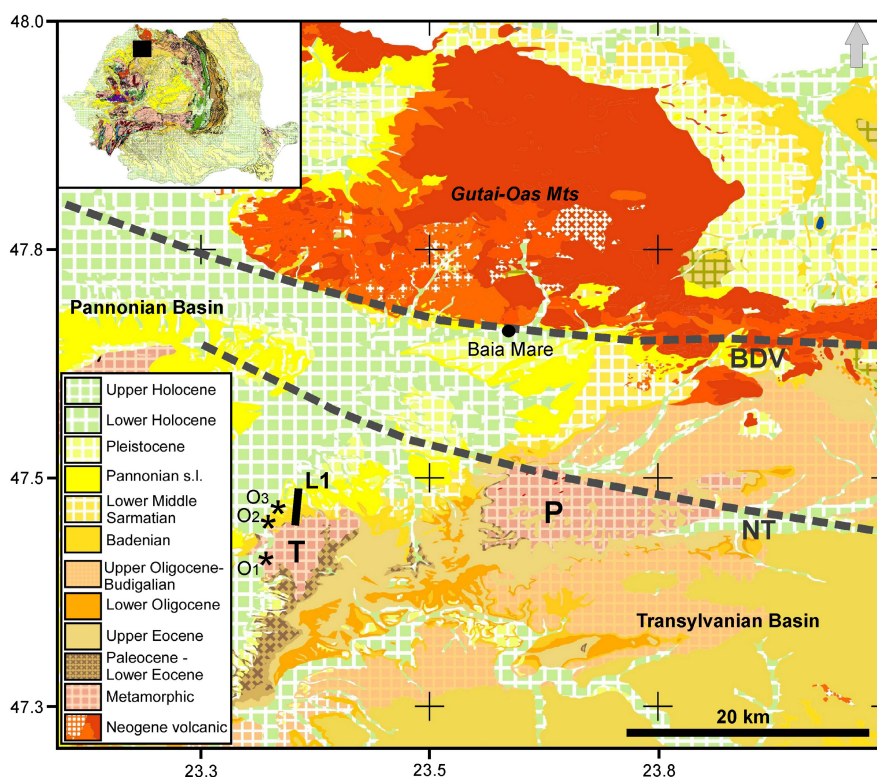 48.0
Gutai-Oas Mts
47.8
Pannonian Basin
Baia Mare
BDV
Upper Holocene
Lower Holocene
Pleistocene
Pannonian s.l.
Lower Middle
Sarmatian
Badenian
Upper Oligocene-
Budigalian
Lower Oligocene
Upper Eocene
Paleocene -
Lower Eocene
Metamorphic
Neogene volcanic
47.5
L1
O3
O2
O1
T
P
NT
Transylvanian Basin
47.3
20 km
23.3
23.5
23.8